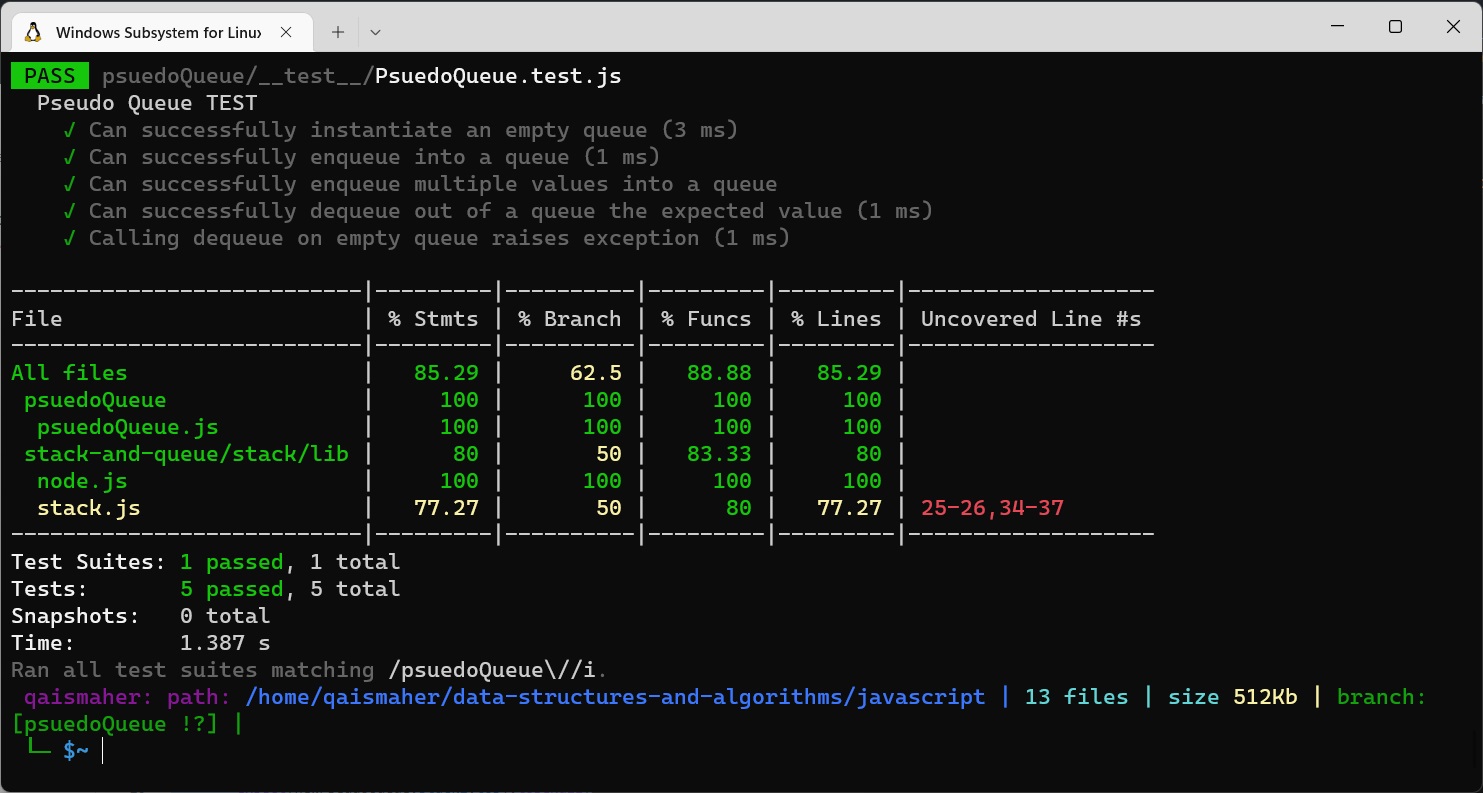 Windows Subsystem for Linux
PASS psuedoQueue/__test__/PsuedoQueue.test.js
Pseudo Queue TEST
√ Can successfully instantiate an empty queue (3 ms)
√ Can successfully enqueue into a queue (1 ms)
√ Can successfully enqueue multiple values into a queue
√ Can successfully dequeue out of a queue the expected value (1 ms)
√ Calling dequeue on empty queue raises exception (1 ms)
---------------------------|---------|----------|---------|---------|-------------------
File | % Stmts | % Branch | % Funcs | % Lines | Uncovered Line #s
---------------------------|---------|----------|---------|---------|-------------------
All files | 85.29 | 62.5 | 88.88 | 85.29 |
psuedoQueue | 100 | 100 | 100 | 100 |
psuedoQueue.js | 100 | 100 | 100 | 100 |
stack-and-queue/stack/lib | 80 | 50 | 83.33 | 80 |
node.js | 100 | 100 | 100 | 100 |
stack.js | 77.27 | 50 | 80 | 77.27 | 25-26,34-37
---------------------------|---------|----------|---------|---------|-------------------
Test Suites: 1 passed, 1 total
Tests: 5 passed, 5 total
Snapshots: 0 total
Time: 1.387 s
Ran all test suites matching /psuedoQueue\//i.
qaismaher: path: /home/qaismaher/data-structures-and-algorithms/javascript | 13 files | size 512Kb | branch:
[psuedoQueue !?] |
└─ $~